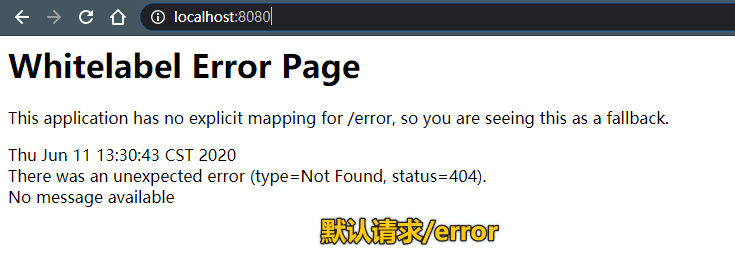 localhost:8080
Whitelabel Error Page
This application has no explicit mapping for /error, so you are seeing this as a fallback.
Thu Jun 11 13:30:43 CST 2020
There was an unexpected error (type=Not Found, status=404).
No message available
默认请求/error